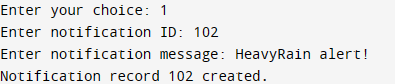 Enter your choice: 1
Enter notification ID: 102
Enter notification message: HeavyRain alert!
Notification record 102 created.